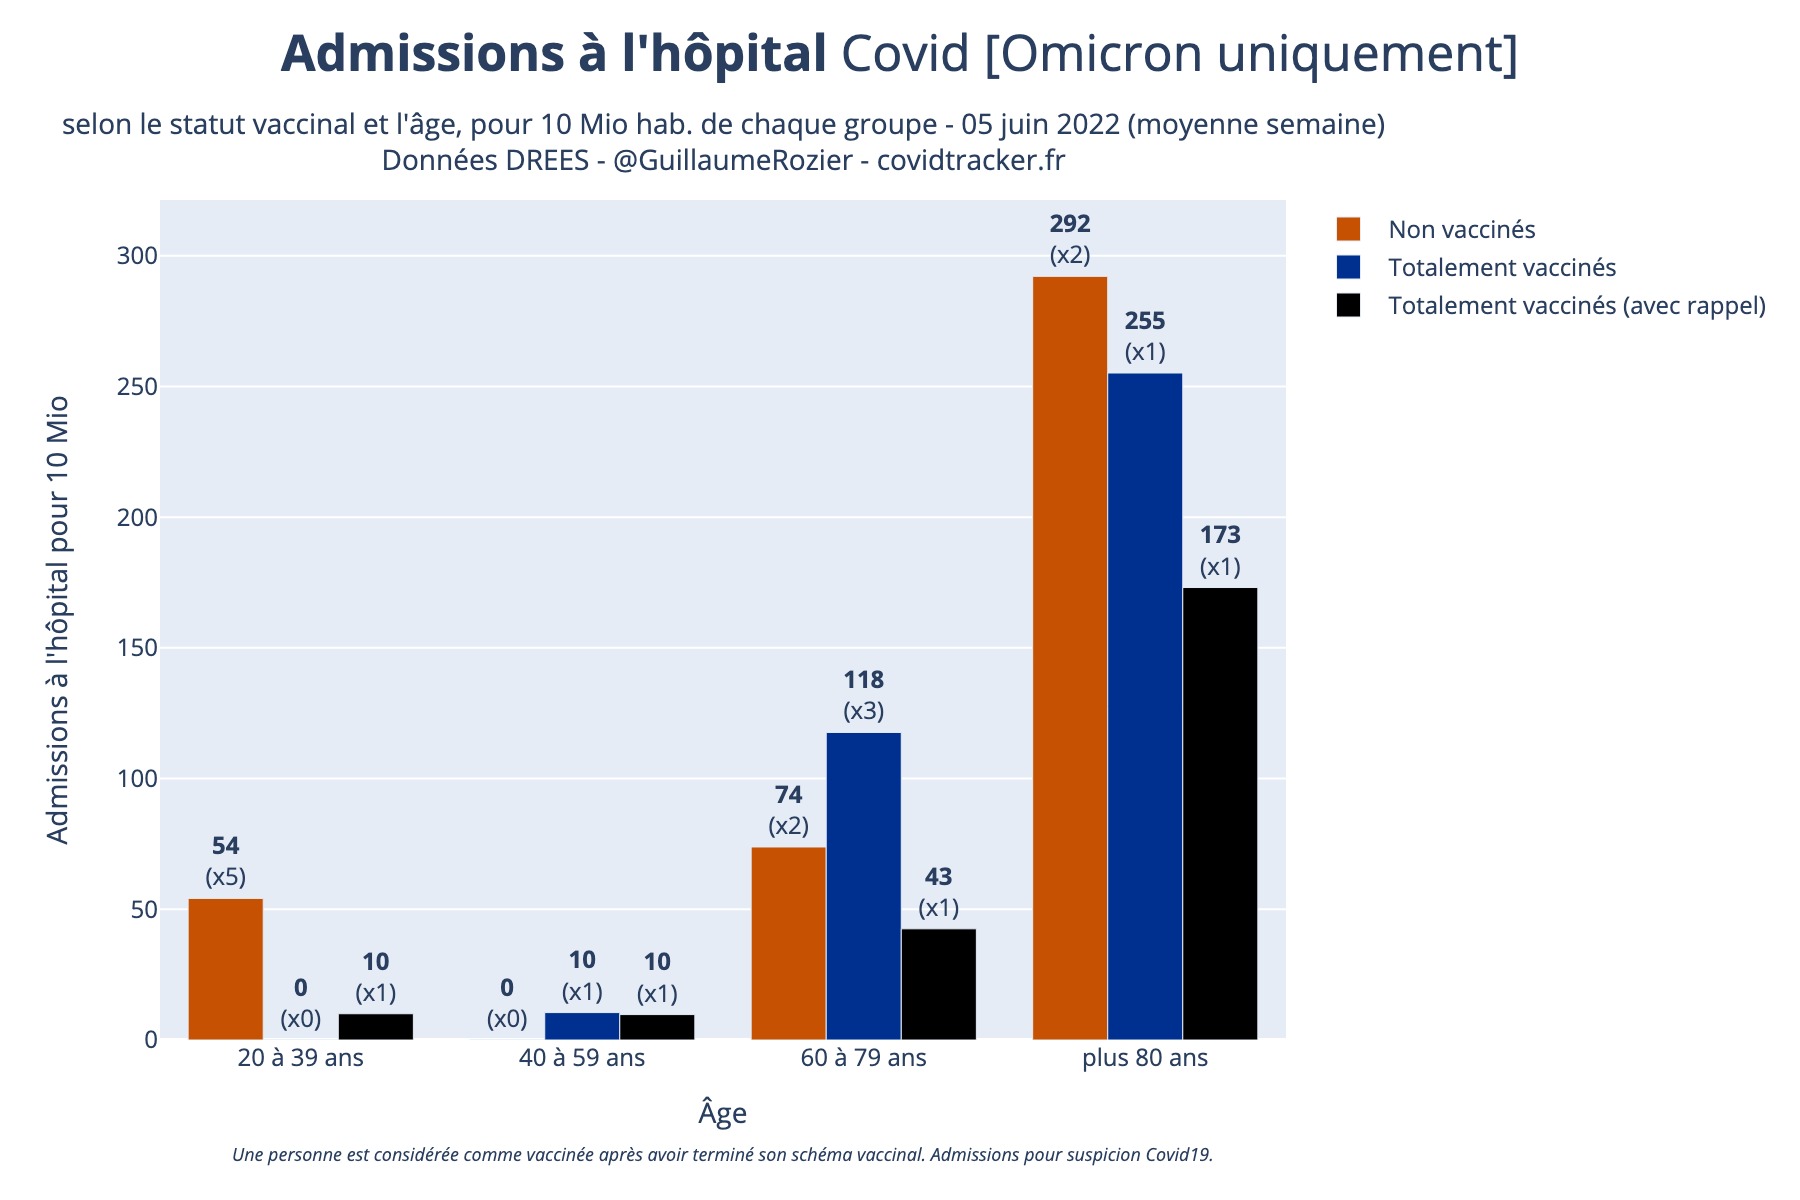 Admissions à l'hôpital Covid [Omicron uniquement]
selon le statut vaccinal et l'âge, pour 10 Mio hab. de chaque groupe - 05 juin 2022 (moyenne semaine)
Données DREES - @GuillaumeRozier - covidtracker.fr
Non vaccinés
Totalement vaccinés
Totalement vaccinés (avec rappel)
Admissions à l'hôpital pour 10 Mio
300
250
200
150
100
50
0
54
(x5)
0
(x0)
10
(x1)
0
(x0)
10
(x1)
10
(x1)
74
(x2)
118
(x3)
43
(x1)
292
(x2)
255
(x1)
173
(x1)
20 à 39 ans
40 à 59 ans
60 à 79 ans
plus 80 ans
Âge
Une personne est considérée comme vaccinée après avoir terminé son schéma vaccinal. Admissions pour suspicion Covid19.